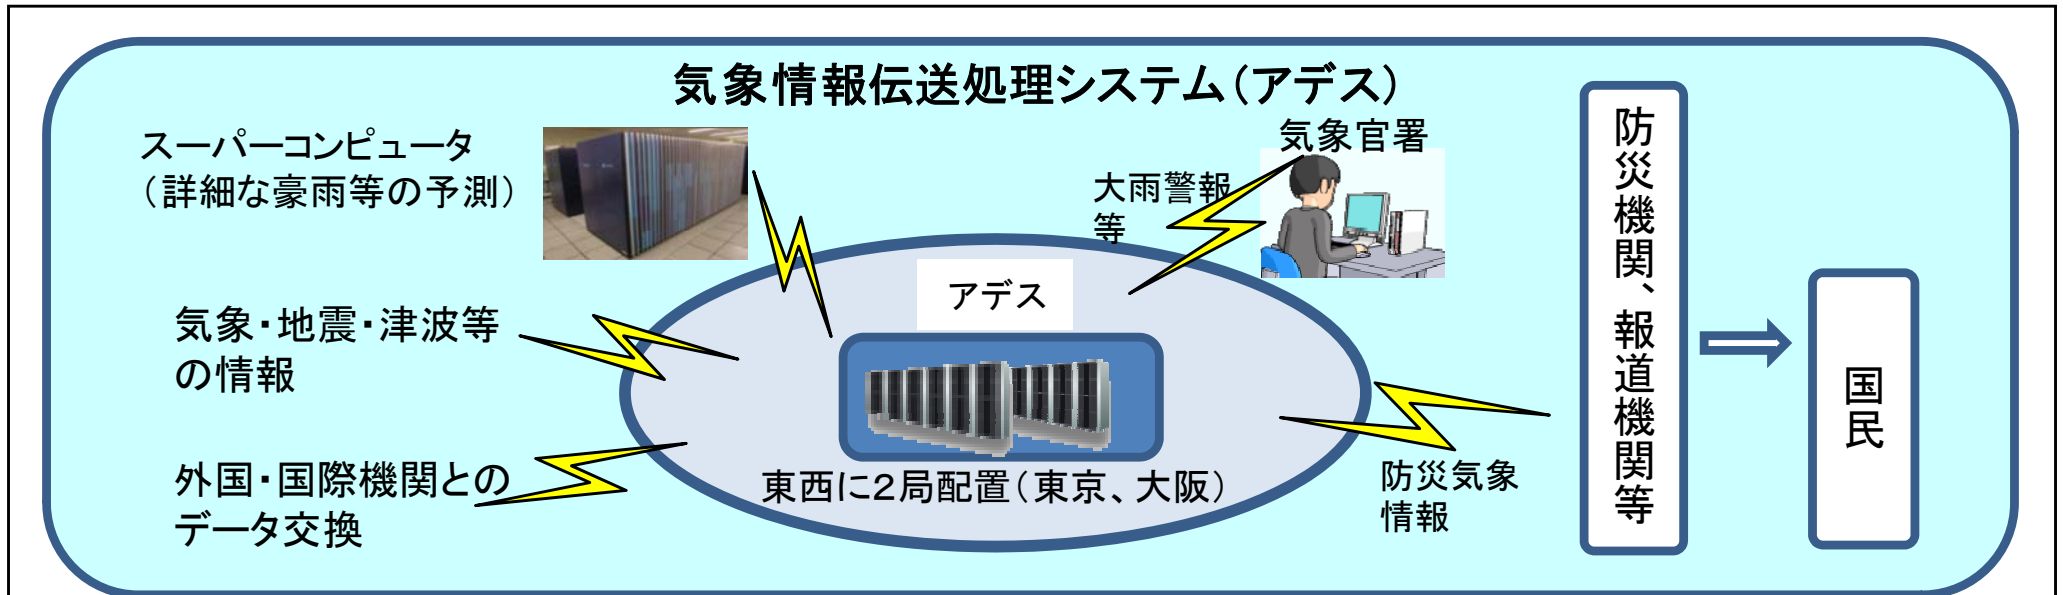 気象情報伝送処理システム（アデス）
スーパーコンピュータ
（詳細な豪雨等の予測）
気象官署
大雨警報
等
アデス
気象・地震・津波等
の情報
外国・国際機関との
データ交換
東西に２局配置（東京、大阪）
防災気象
情報
防災機関、報道機関等
国民